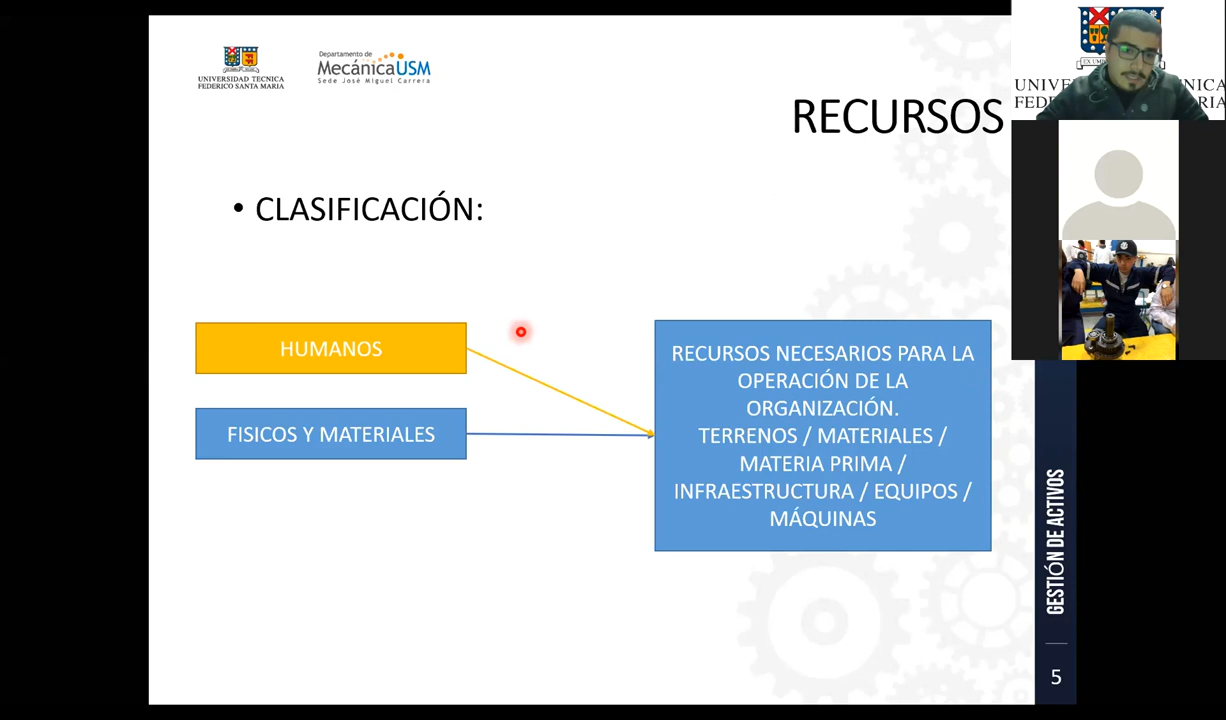 UNIVERSIDAD TECNICA
FEDERICO SANTA MARIA
Departamento de
MecánicaUSM
Sede José Miguel Carrera
RECURSOS
• CLASIFICACIÓN:
HUMANOS
FISICOS Y MATERIALES
RECURSOS NECESARIOS PARA LA
OPERACIÓN DE LA
ORGANIZACIÓN.
TERRENOS / MATERIALES /
MATERIA PRIMA /
INFRAESTRUCTURA / EQUIPOS /
MÁQUINAS
GESTIÓN DE ACTIVOS
5